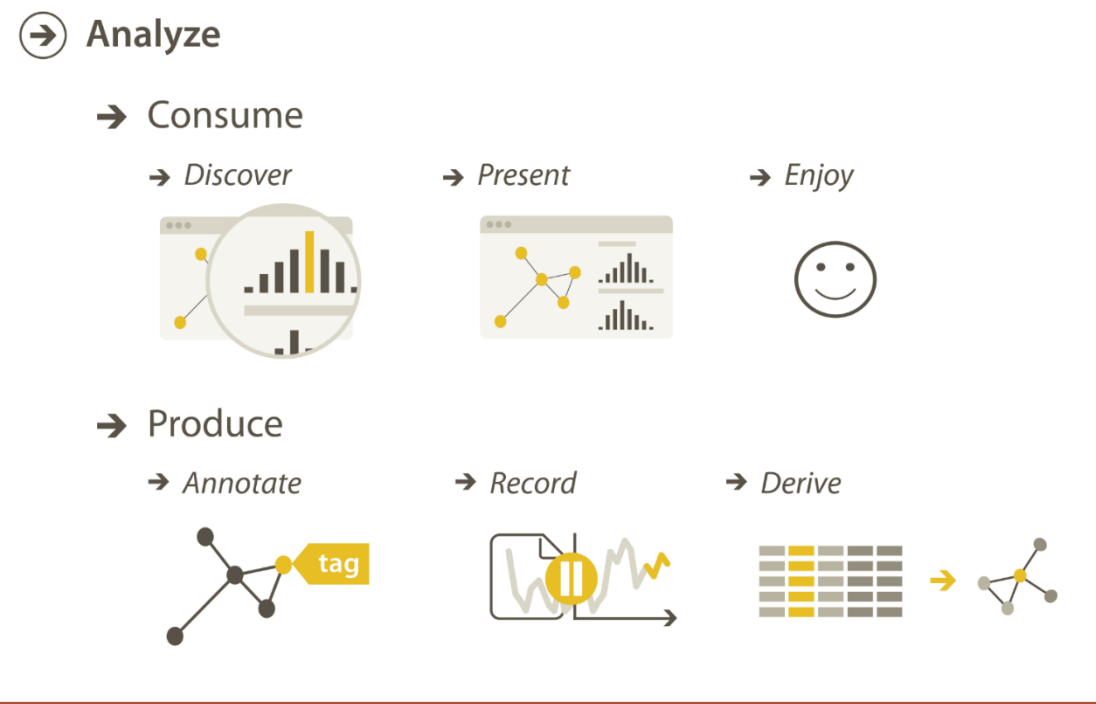 Analyze
Consume
Discover
Present
Enjoy
Produce
Annotate
Record
Derive
tag